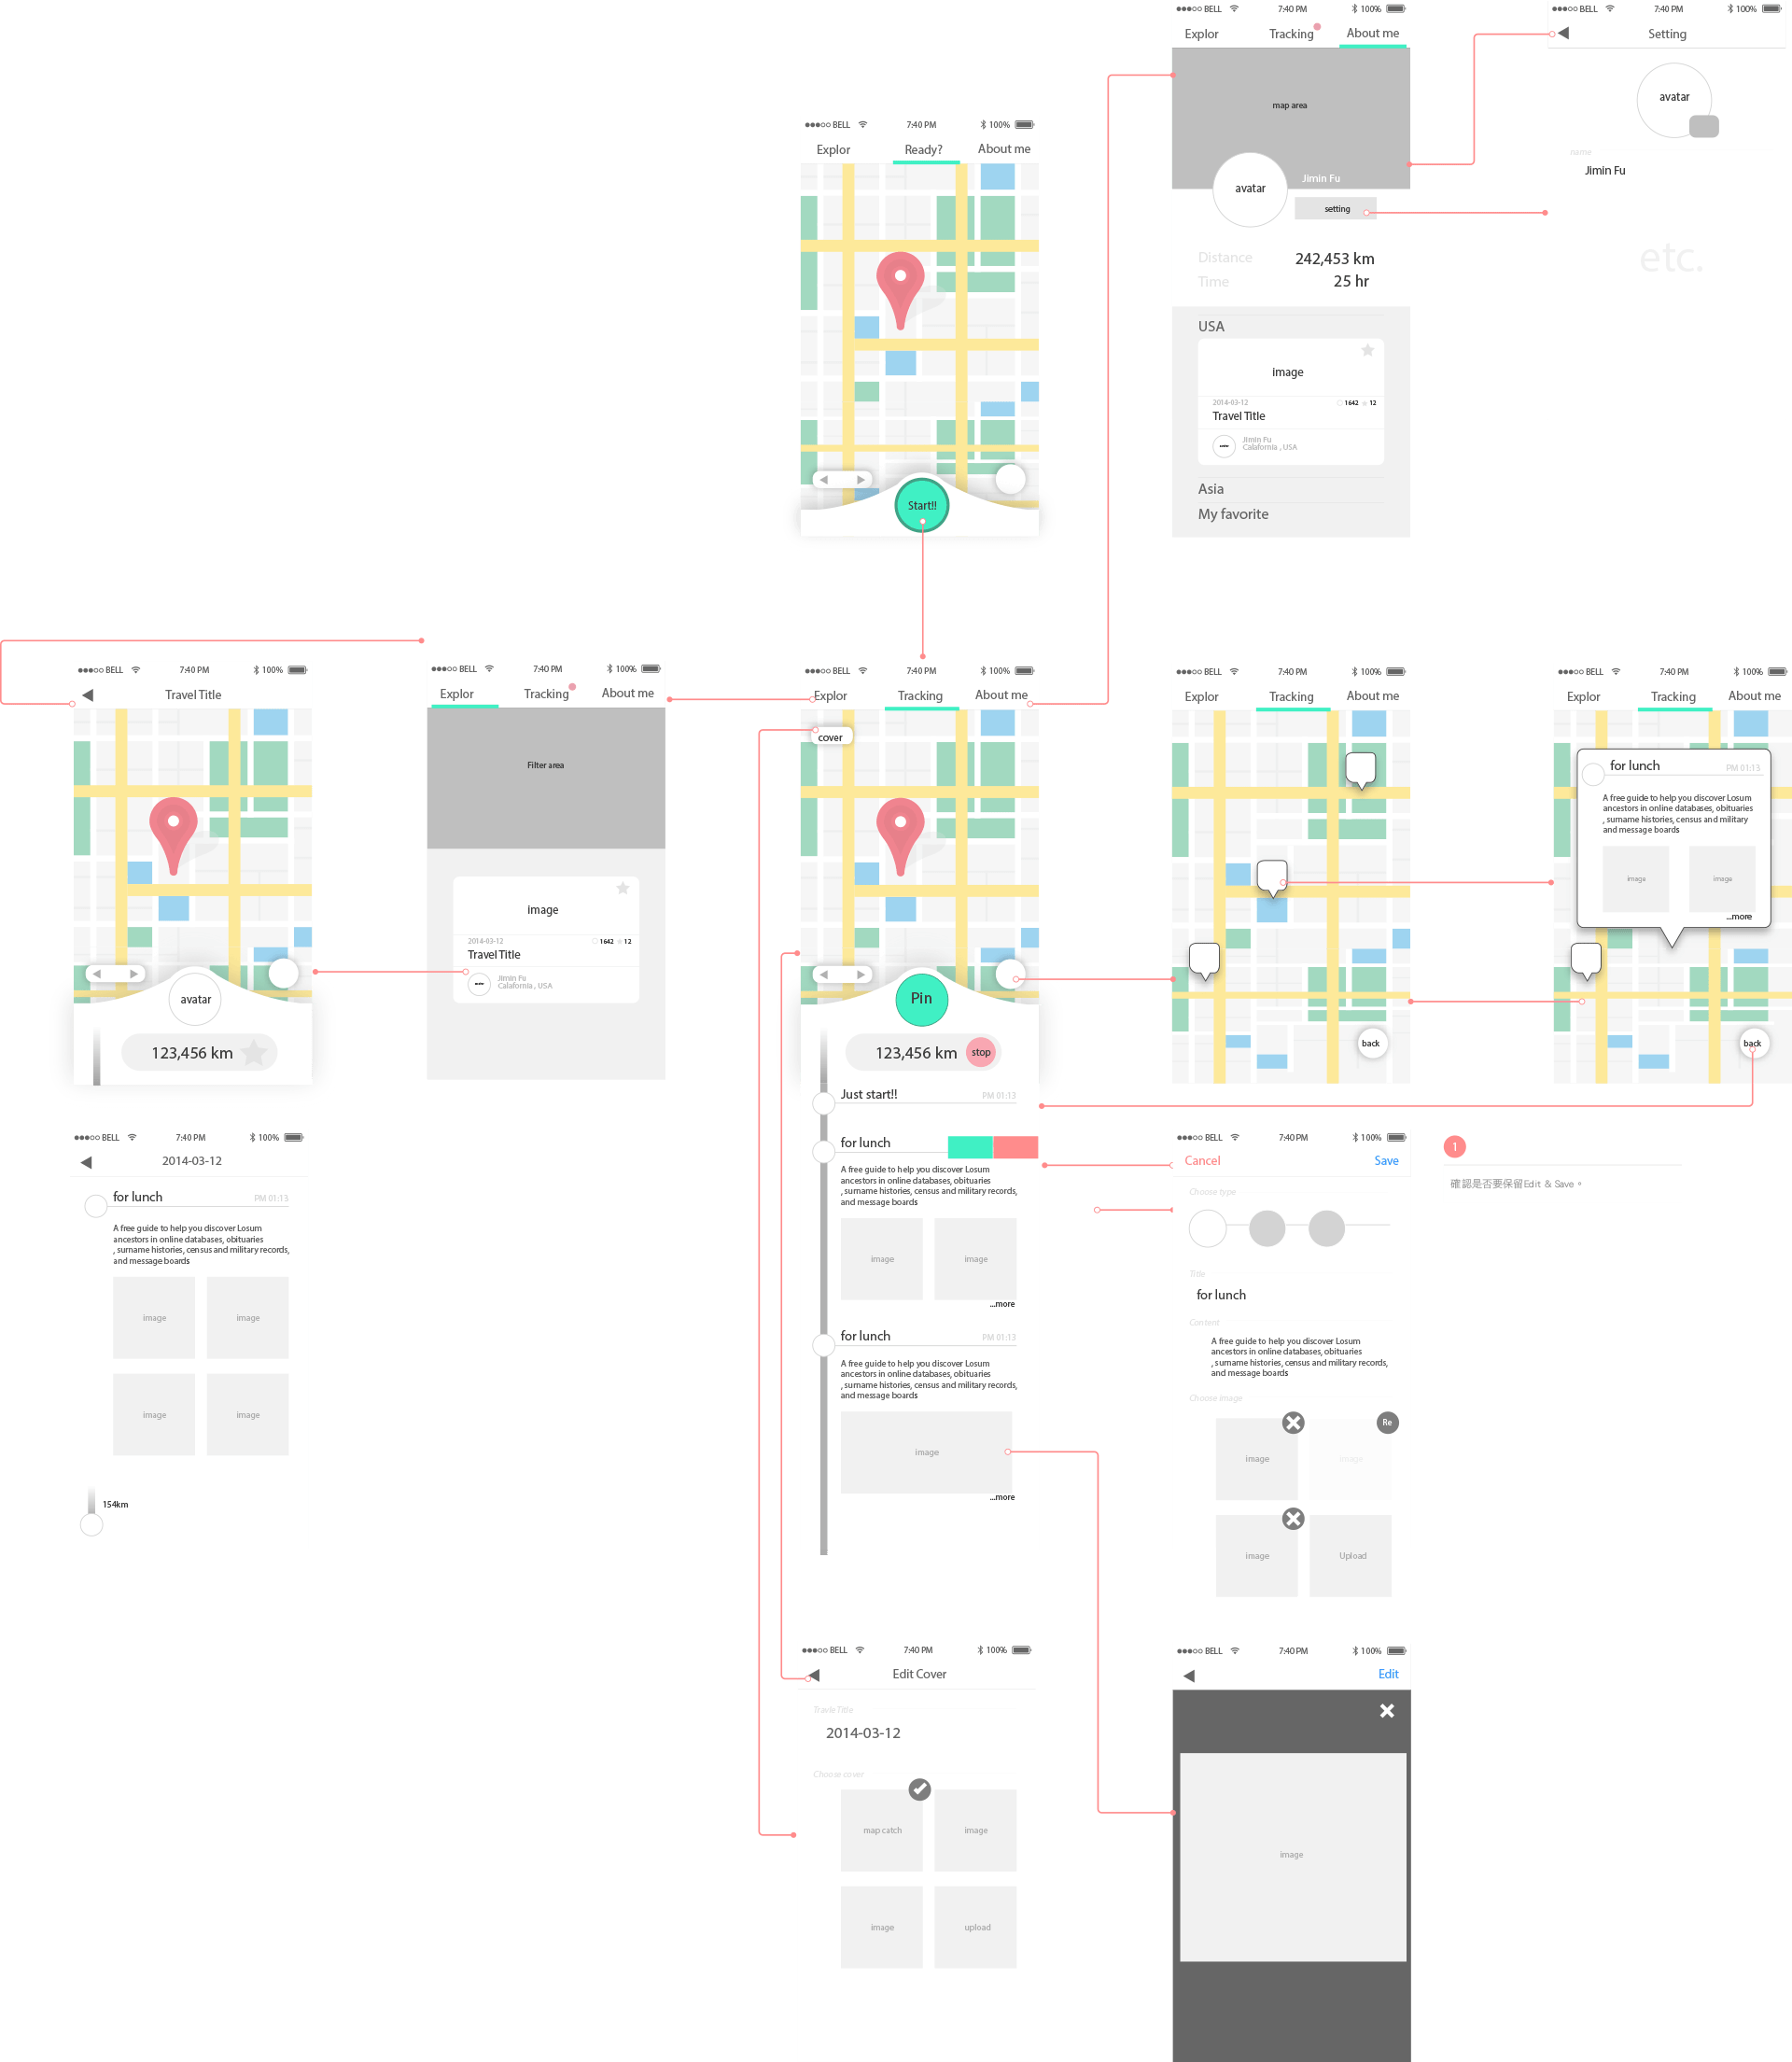 BELL 7:40 PM 100%
Explor Tracking About me
map area
avatar
Jimin Fu
setting
Distance 242,453 km
Time 25 hr
USA
image
2014-03-12 1642 12
Travel Title
avatar
Jimin Fu
Calafornia , USA
Asia
My favorite
BELL 7:40 PM 100%
Setting
avatar
name
Jimin Fu
etc.
BELL 7:40 PM 100%
Explor Ready? About me
Start!!
BELL 7:40 PM 100%
Travel Title
avatar
123,456 km
BELL 7:40 PM 100%
Explor Tracking About me
Filter area
image
2014-03-12 1642 12
Travel Title
avatar
Jimin Fu
Calafornia , USA
BELL 7:40 PM 100%
Explor Tracking About me
cover
Pin
123,456 km stop
Just start!! PM 01:13
for lunch
A free guide to help you discover Losum
ancestors in online databases, obituaries
, surname histories, census and military records,
and message boards
image image
...more
for lunch PM 01:13
A free guide to help you discover Losum
ancestors in online databases, obituaries
, surname histories, census and military records,
and message boards
image
...more
BELL 7:40 PM 100%
Explor Tracking About me
back
BELL 7:40 PM 100%
Explor Tracking About me
for lunch PM 01:13
A free guide to help you discover Losum
ancestors in online databases, obituaries
, surname histories, census and military
and message boards
image image
...more
back
BELL 7:40 PM 100%
2014-03-12
for lunch PM 01:13
A free guide to help you discover Losum
ancestors in online databases, obituaries
, surname histories, census and military records,
and message boards
image image
image image
154km
BELL 7:40 PM 100%
Cancel Save
Choose type
Title
for lunch
Content
A free guide to help you discover Losum
ancestors in online databases, obituaries
, surname histories, census and military records,
and message boards
Choose image
Re
image image
image Upload
1
確認是否要保留Edit & Save。
BELL 7:40 PM 100%
Edit Cover
Travle Title
2014-03-12
Choose cover
map catch image
image upload
BELL 7:40 PM 100%
Edit
image